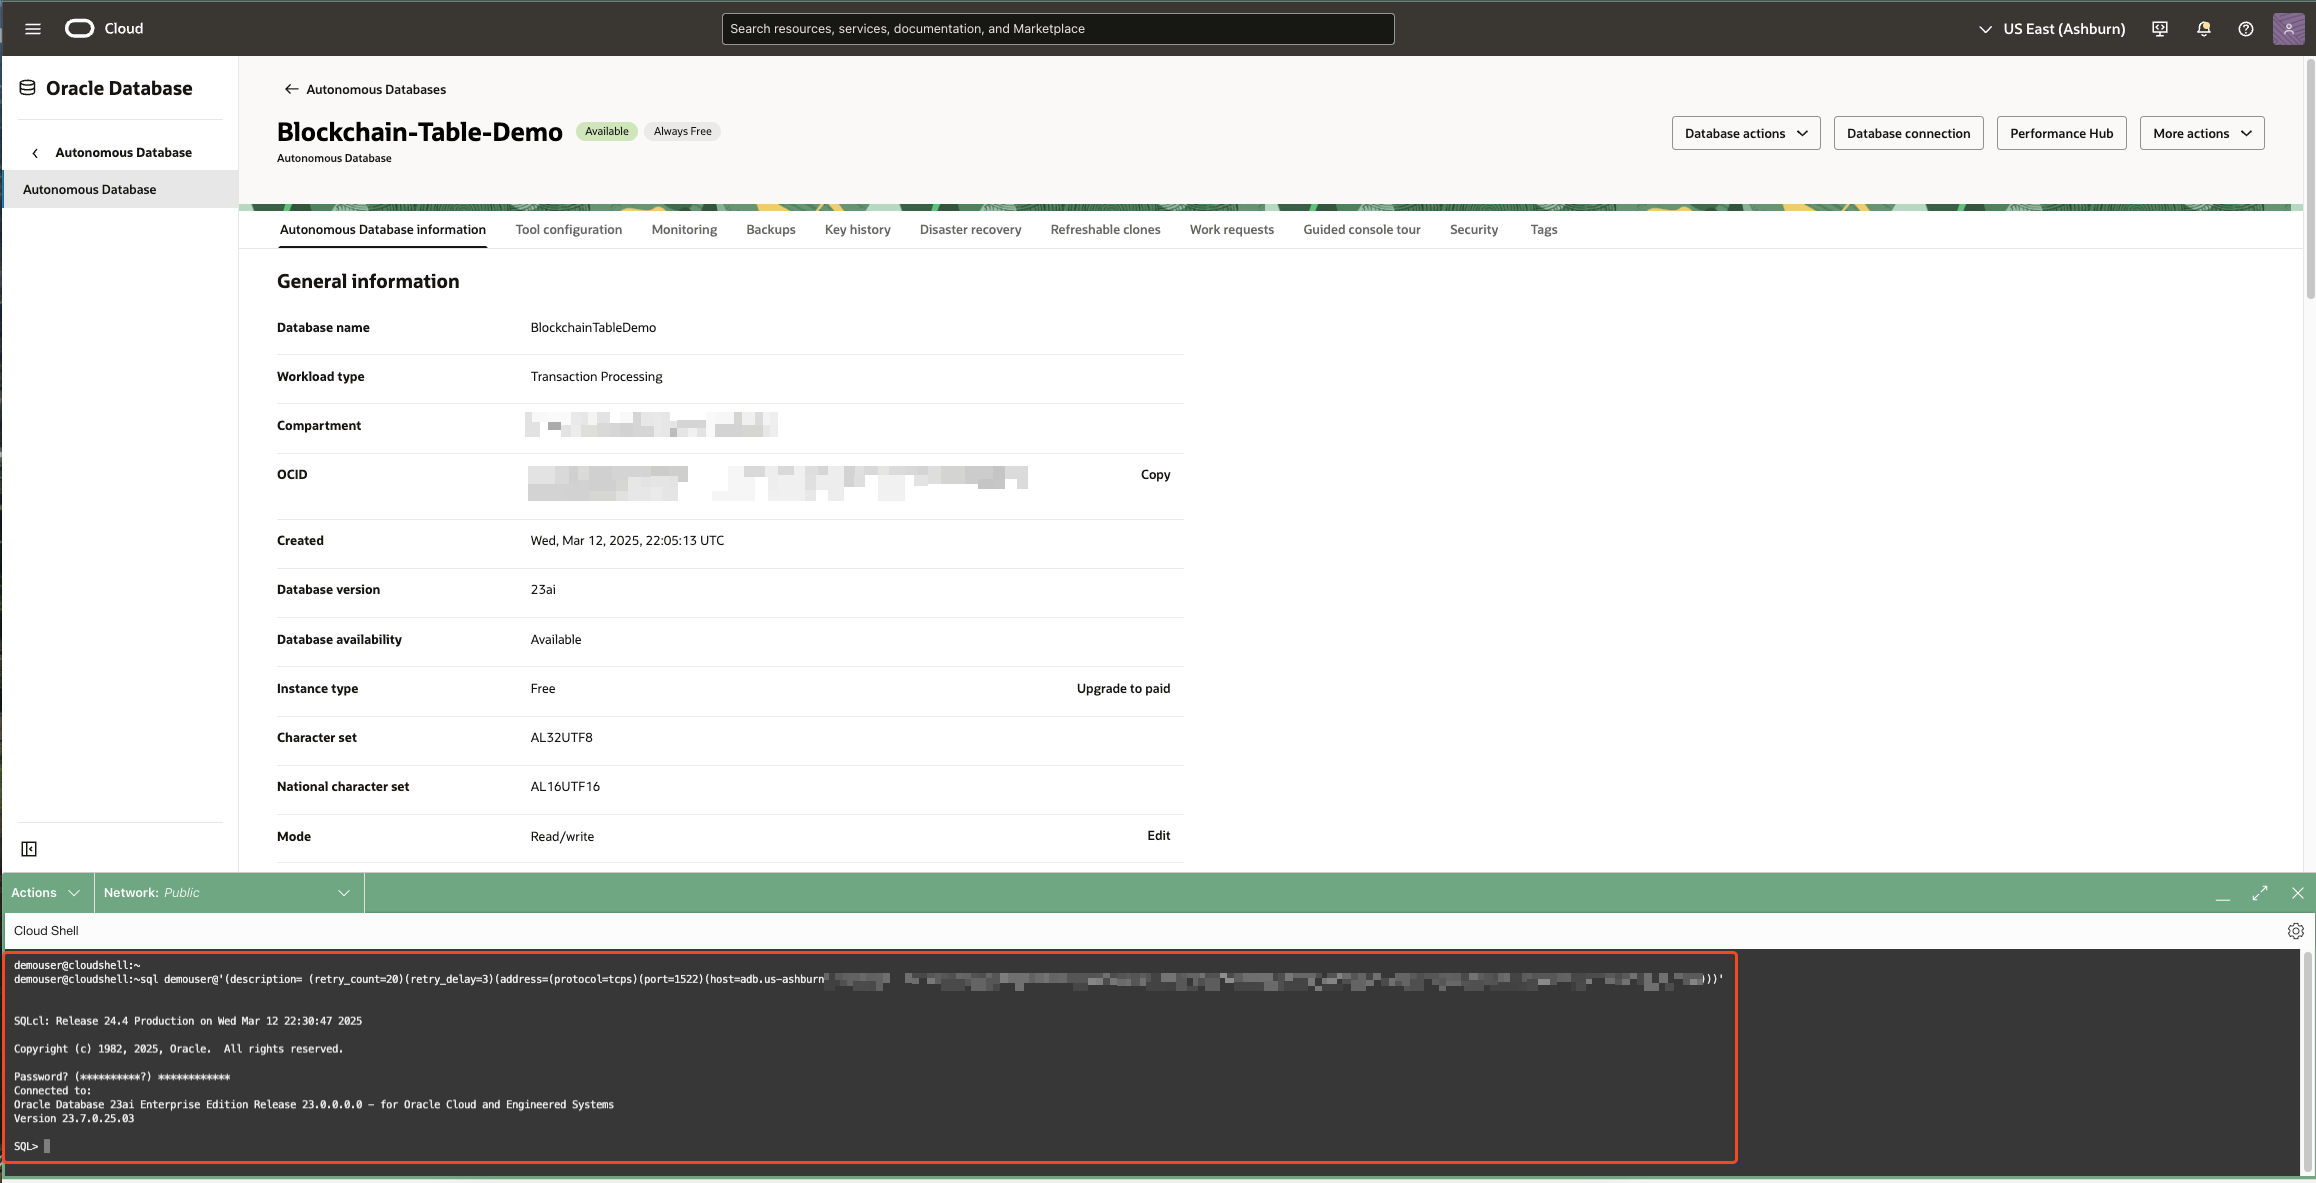 Cloud
Search resources, services, documentation, and Marketplace
US East (Ashburn)
Oracle Database
Autonomous Database
Autonomous Database
Autonomous Databases
Blockchain-Table-Demo Available Always Free
Autonomous Database
Database actions Database connection Performance Hub More actions
Autonomous Database information Tool configuration Monitoring Backups Key history Disaster recovery Refreshable clones Work requests Guided console tour Security Tags
General information
Database name BlockchainTableDemo
Workload type Transaction Processing
Compartment
OCID Copy
Created Wed, Mar 12, 2025, 22:05:13 UTC
Database version 23ai
Database availability Available
Instance type Free Upgrade to paid
Character set AL32UTF8
National character set AL16UTF16
Mode Read/write Edit
Actions Network: Public
Cloud Shell
demouser@cloudshell:~
demouser@cloudshell:~sql demouser@'(description= (retry_count=20)(retry_delay=3)(address=(protocol=tcps)(port=1522)(host=adb.us-ashburn )))'
SQLcl: Release 24.4 Production on Wed Mar 12 22:30:47 2025
Copyright (c) 1982, 2025, Oracle.  All rights reserved.
Password? (**********?) ************
Connected to:
Oracle Database 23ai Enterprise Edition Release 23.0.0.0.0 - for Oracle Cloud and Engineered Systems
Version 23.7.0.25.03
SQL>